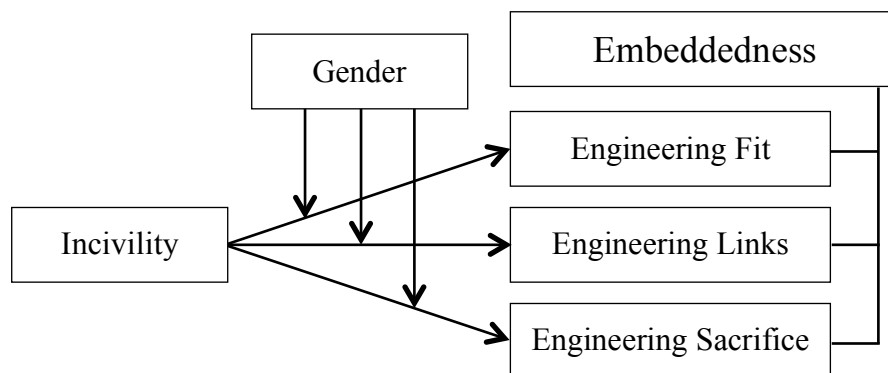 Gender
Embeddedness
Engineering Fit
Incivility
Engineering Links
Engineering Sacrifice